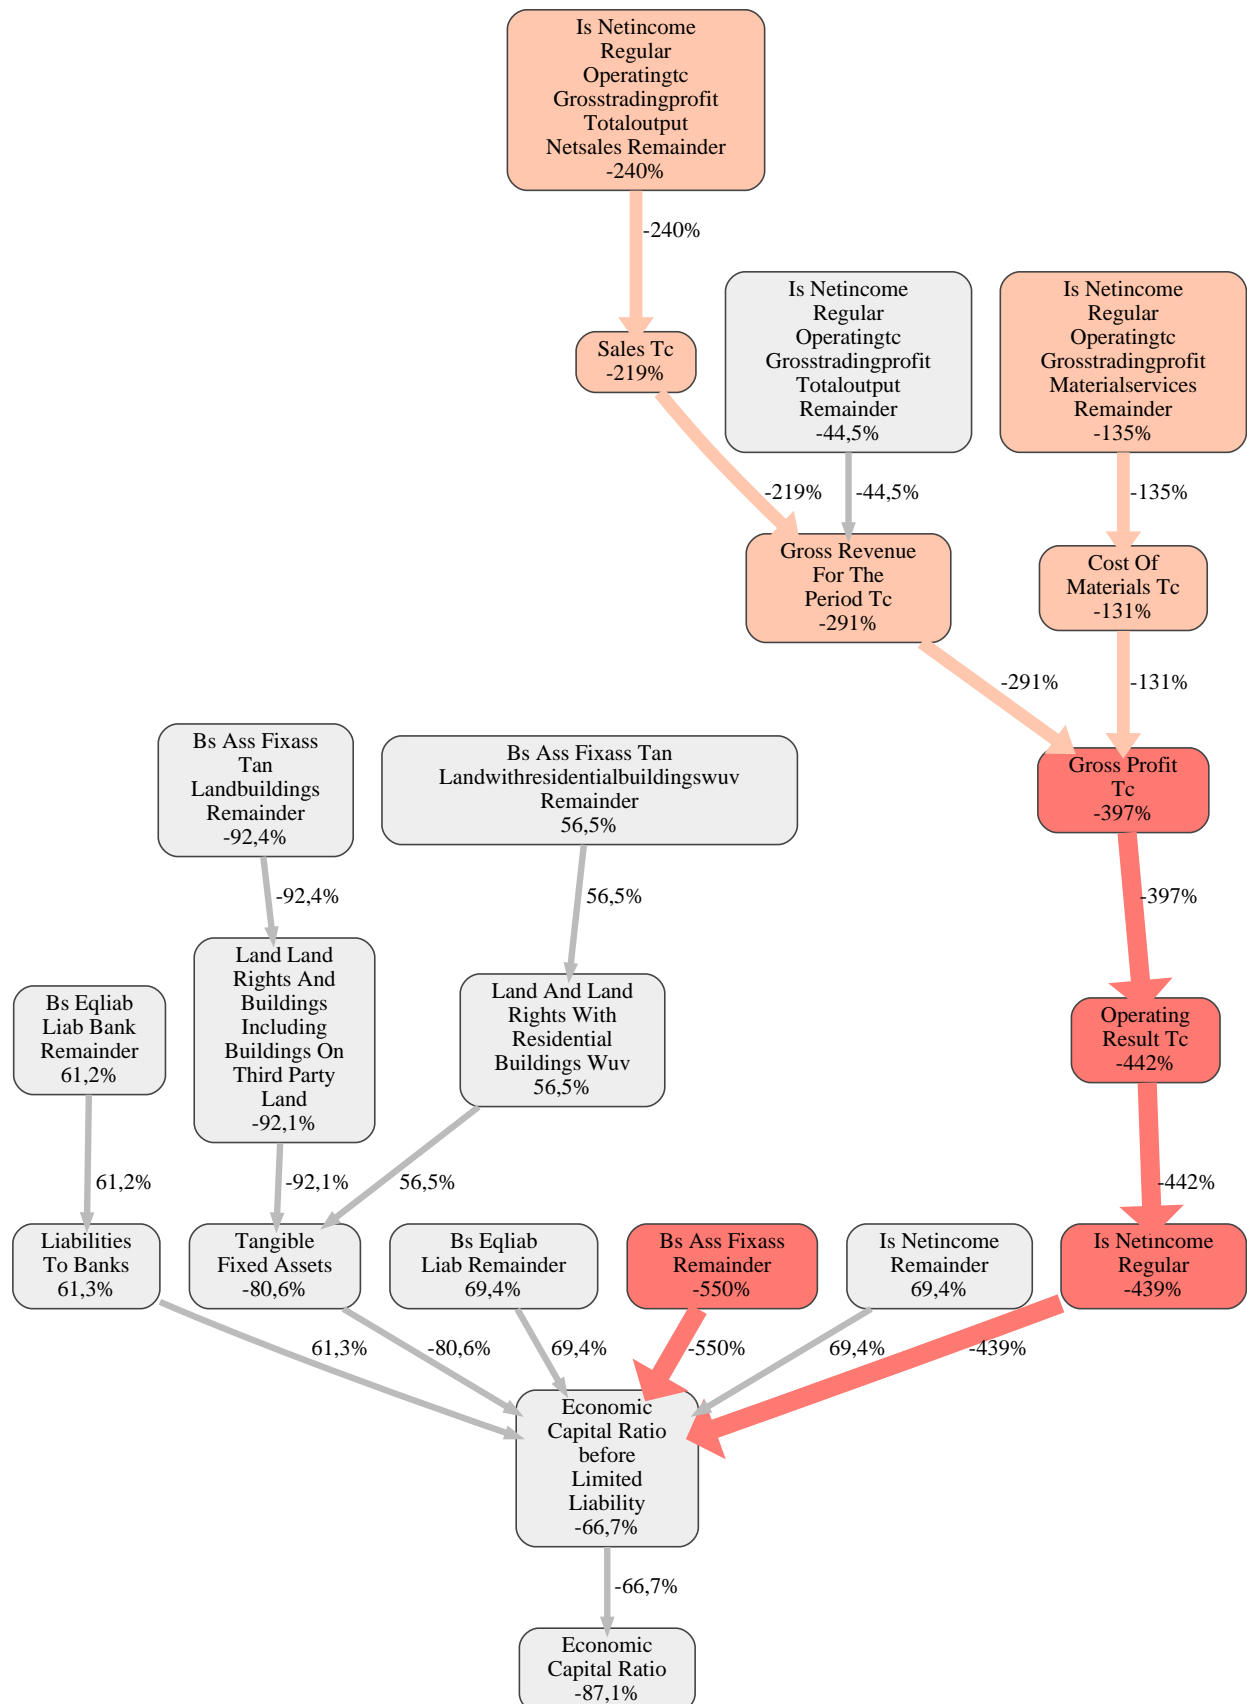 Is Netincome
Regular
Operatingtc
Grosstradingprofit
Totaloutput
Netsales Remainder
-240%
-240%
Is Netincome
Regular
Operatingtc
Grosstradingprofit
Totaloutput
Remainder
-44,5%
Is Netincome
Regular
Operatingtc
Grosstradingprofit
Materialservices
Remainder
-135%
Sales Tc
-219%
-219%
-44,5%
-135%
Gross Revenue
For The
Period Tc
-291%
Cost Of
Materials Tc
-131%
-291%
-131%
Bs Ass Fixass
Tan
Landbuildings
Remainder
-92,4%
Bs Ass Fixass Tan
Landwithresidentialbuildingswuv
Remainder
56,5%
Gross Profit
Tc
-397%
-92,4%
56,5%
-397%
Bs Eqliab
Liab Bank
Remainder
61,2%
Land Land
Rights And
Buildings
Including
Buildings On
Third Party
Land
-92,1%
Land And Land
Rights With
Residential
Buildings Wuv
56,5%
Operating
Result Tc
-442%
61,2%
-92,1%
56,5%
-442%
Liabilities
To Banks
61,3%
Tangible
Fixed Assets
-80,6%
Bs Eqliab
Liab Remainder
69,4%
Bs Ass Fixass
Remainder
-550%
Is Netincome
Remainder
69,4%
Is Netincome
Regular
-439%
61,3%
-80,6%
69,4%
-550%
69,4%
-439%
Economic
Capital Ratio
before
Limited
Liability
-66,7%
-66,7%
Economic
Capital Ratio
-87,1%